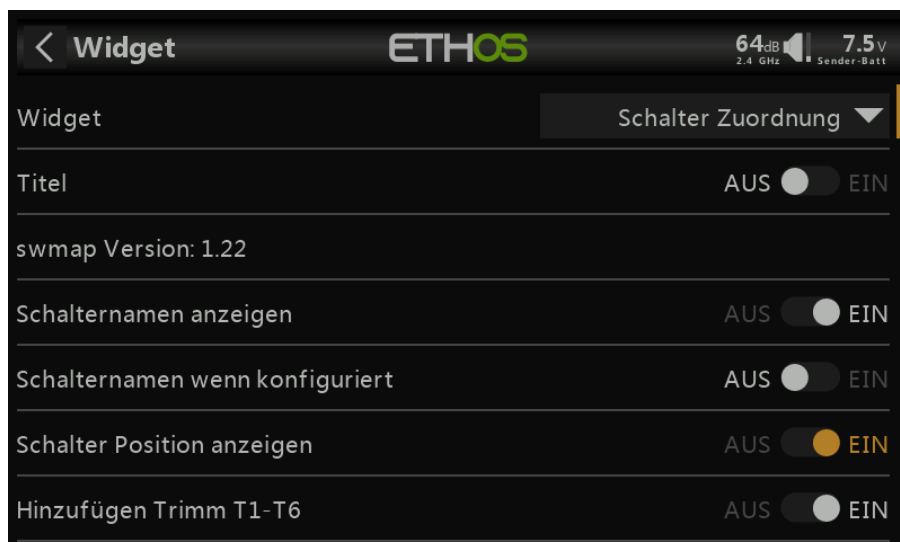 Widget
ETHOS
64dB
2.4 GHz
7.5V
Sender-Batt
Widget
Schalter Zuordnung
Titel
AUS EIN
swmap Version: 1.22
Schalternamen anzeigen
AUS EIN
Schalternamen wenn konfiguriert
AUS EIN
Schalter Position anzeigen
AUS EIN
Hinzufügen Trimm T1-T6
AUS EIN